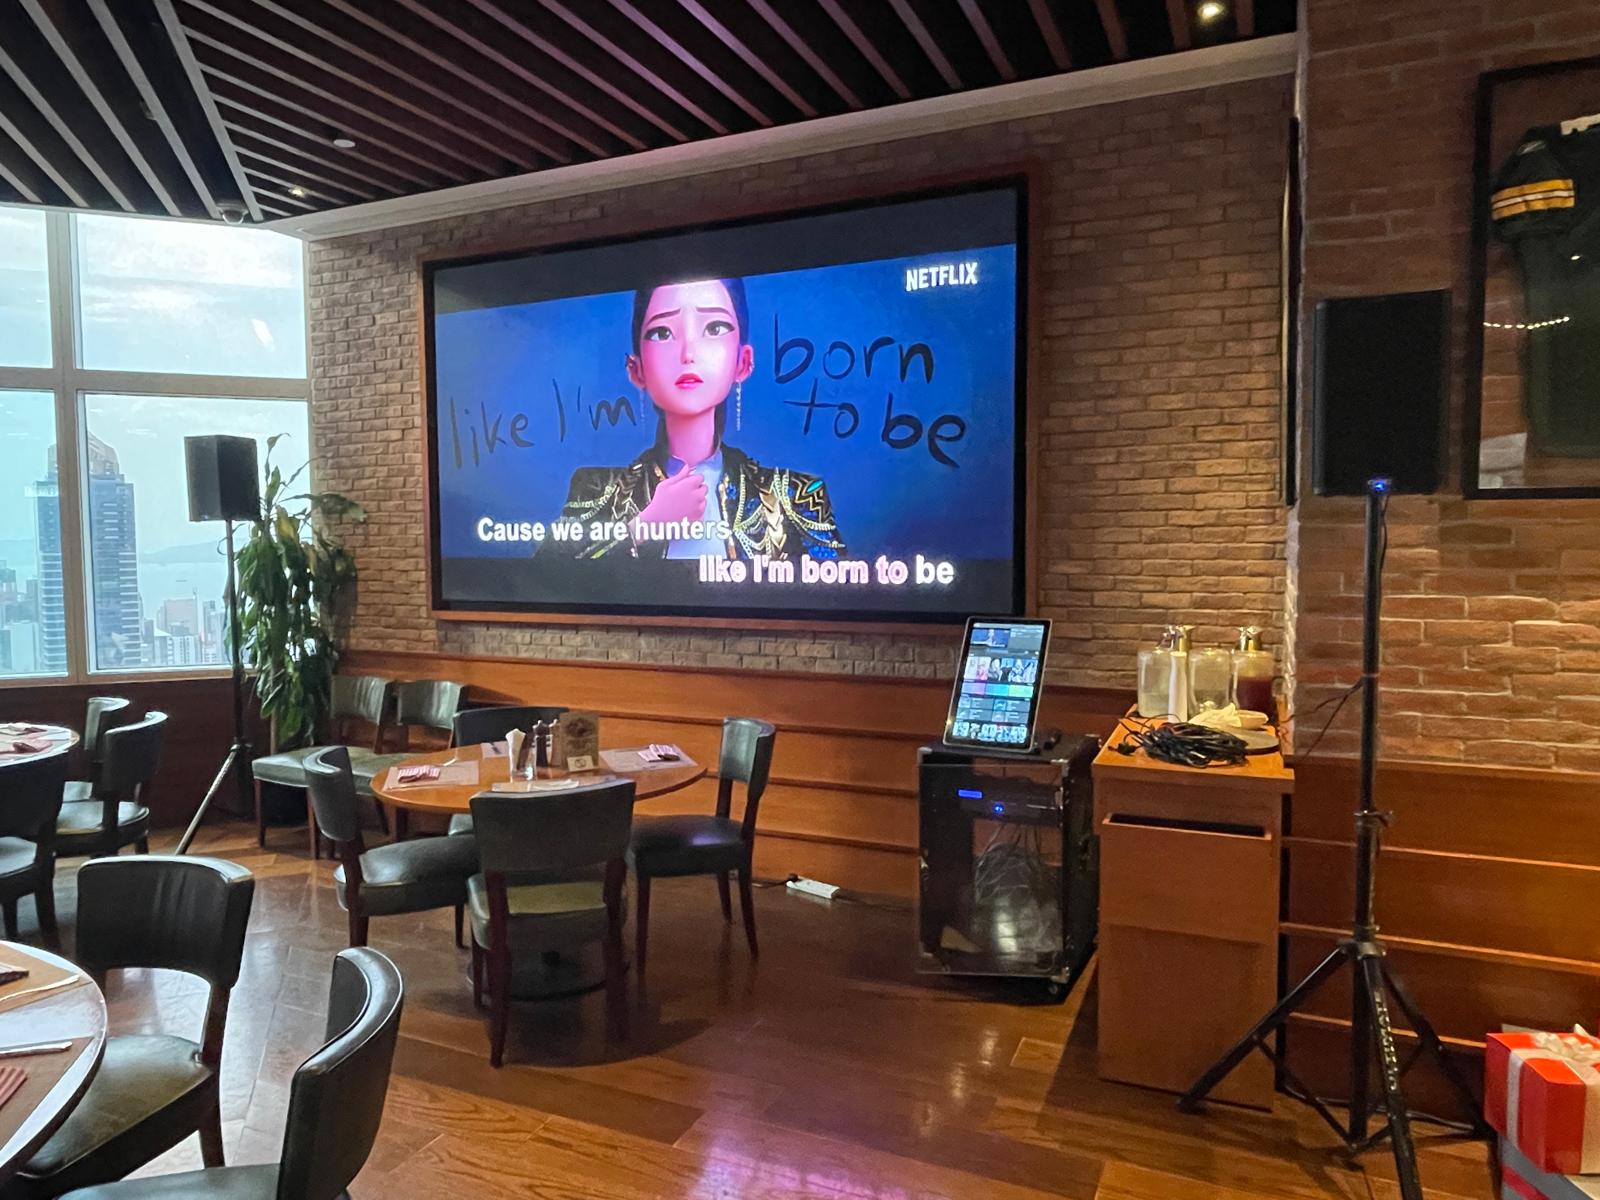 NETFLIX
like I'm
born
to be
Cause we are hunters
like I'm born to be